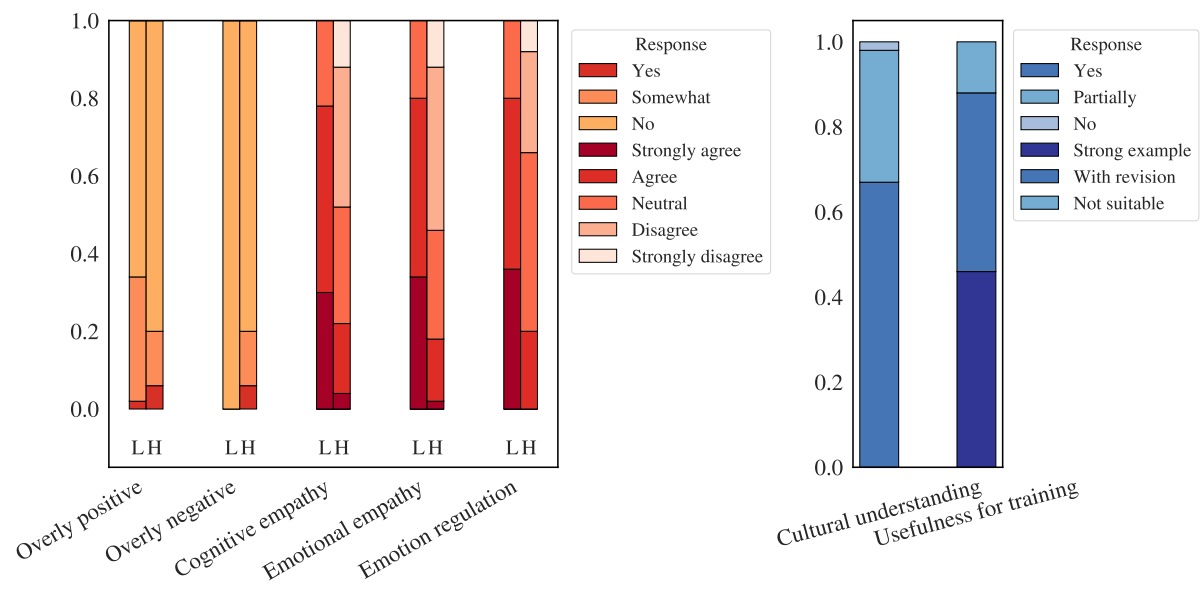 1.0
0.8
0.6
0.4
0.2
0.0
L H
L H
L H
L H
L H
Overly positive
Overly negative
Cognitive empathy
Emotional empathy
Emotion regulation
Response
Yes
Somewhat
No
Strongly agree
Agree
Neutral
Disagree
Strongly disagree
1.0
0.8
0.6
0.4
0.2
0.0
Cultural understanding
Usefulness for training
Response
Yes
Partially
No
Strong example
With revision
Not suitable